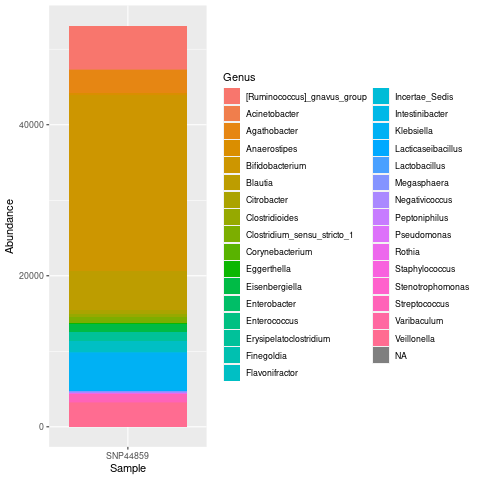 Abundance
40000
20000
0
SNP44859
Sample
Genus
[Ruminococcus]_gnavus_group
Acinetobacter
Agathobacter
Anaerostipes
Bifidobacterium
Blautia
Citrobacter
Clostridioides
Clostridium_sensu_stricto_1
Corynebacterium
Eggerthella
Eisenbergiella
Enterobacter
Enterococcus
Erysipelatoclostridium
Finegoldia
Flavonifractor
Incertae_Sedis
Intestinibacter
Klebsiella
Lacticaseibacillus
Lactobacillus
Megasphaera
Negativicoccus
Peptoniphilus
Pseudomonas
Rothia
Staphylococcus
Stenotrophomonas
Streptococcus
Varibaculum
Veillonella
NA